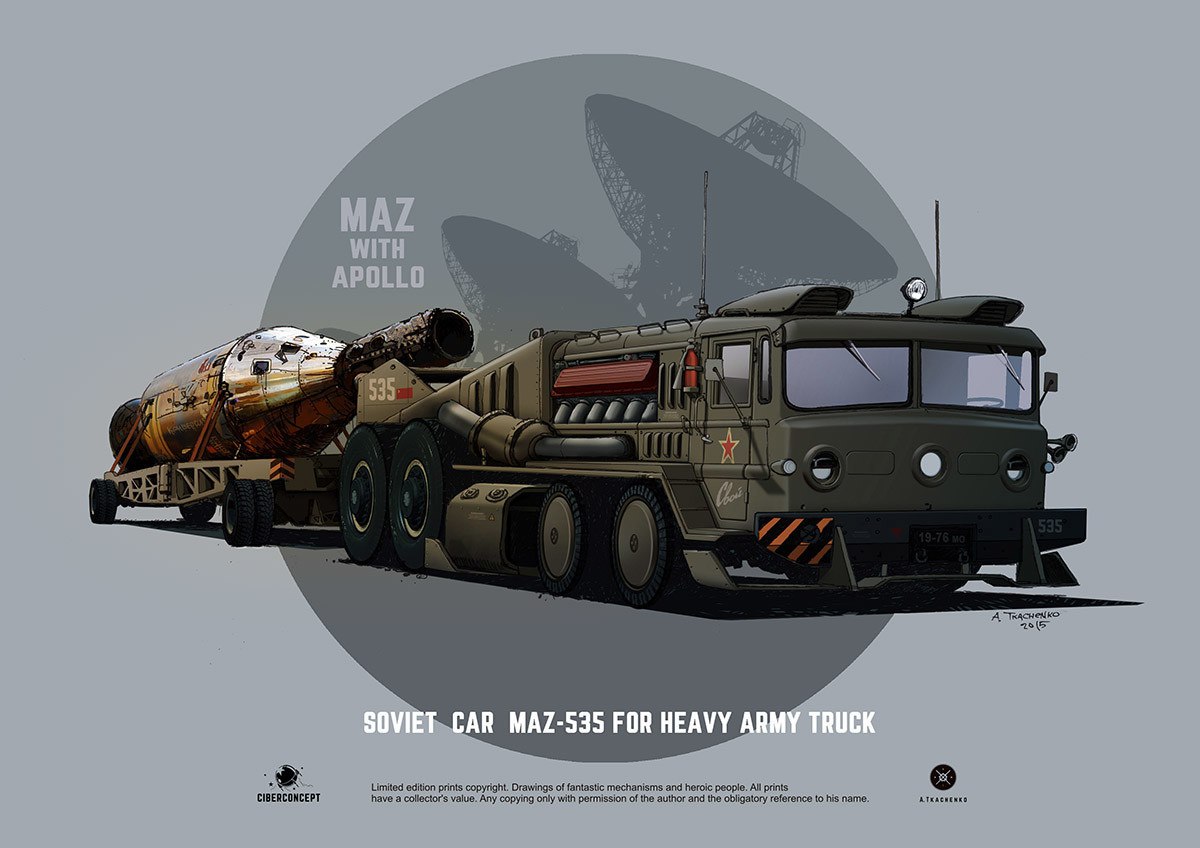 MAZ
WITH
APOLLO
535
Свой
19-76 МО
535
A. TKACHENKO
2015
SOVIET CAR MAZ-535 FOR HEAVY ARMY TRUCK
CIBERCONCEPT
Limited edition prints copyright. Drawings of fantastic mechanisms and heroic people. All prints
have a collector's value. Any copying only with permission of the author and the obligatory reference to his name.
A.TKACHENKO